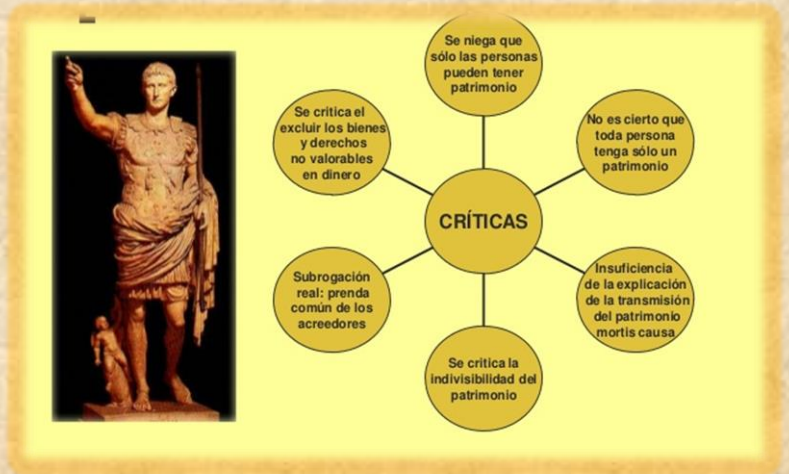 Se niega que
sólo las personas
pueden tener
patrimonio
No es cierto que
toda persona
tenga sólo un
patrimonio
Insuficiencia
de la explicación
de la transmisión
del patrimonio
mortis causa
Se critica la
indivisibilidad del
patrimonio
Subrogación
real: prenda
común de los
acreedores
Se critica el
excluir los bienes
y derechos
no valorables
en dinero
CRÍTICAS